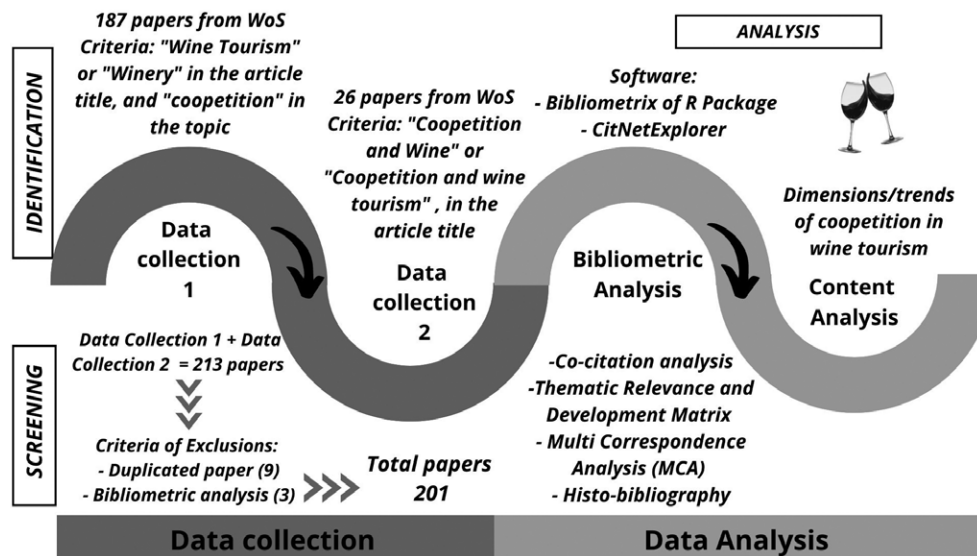 IDENTIFICATION
187 papers from WoS
Criteria: "Wine Tourism"
or "Winery" in the article
title, and "coopetition" in
the topic
Data
collection
1
26 papers from WoS
Criteria: "Coopetition
and Wine" or
"Coopetition and wine
tourism" , in the
article title
Data
collection
2
ANALYSIS
Software:
- Bibliometrix of R Package
- CitNetExplorer
Bibliometric
Analysis
Dimensions/trends
of coopetition in
wine tourism
Content
Analysis
SCREENING
Data Collection 1 + Data
Collection 2 = 213 papers
Criteria of Exclusions:
- Duplicated paper (9)
- Bibliometric analysis (3)
Total papers
201
-Co-citation analysis
-Thematic Relevance and
Development Matrix
- Multi Correspondence
Analysis (MCA)
- Histo-bibliography
Data collection
Data Analysis